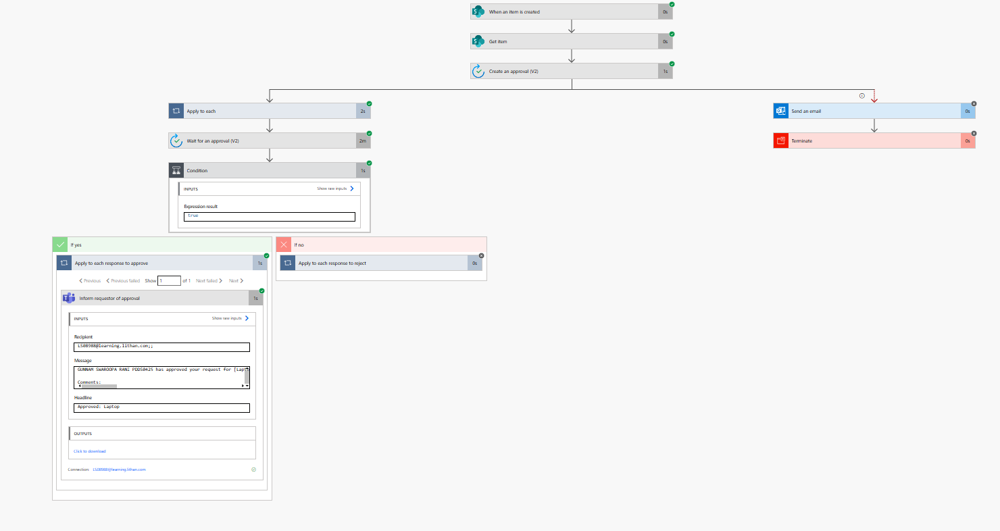 When an item is created
0s
Get item
0s
Create an approval (V2)
1s
Apply to each
2s
Send an email
0s
Wait for an approval (V2)
2m
Terminate
0s
Condition
1s
INPUTS
Show raw inputs
Expression result
true
If yes
If no
Apply to each response to approve
1s
Apply to each response to reject
0s
Previous
Previous failed
Show
1
of 1
Next failed
Next
Inform requestor of approval
1s
INPUTS
Show raw inputs
Recipient
L508988@learning.lithan.com;;
Message
GUNNAM SWAROOPA RANI PDDS0425 has approved your request for [Lapto
Comments:
Headline
Approved: Laptop
OUTPUTS
Click to download
Connection: L508988@learning.lithan.com